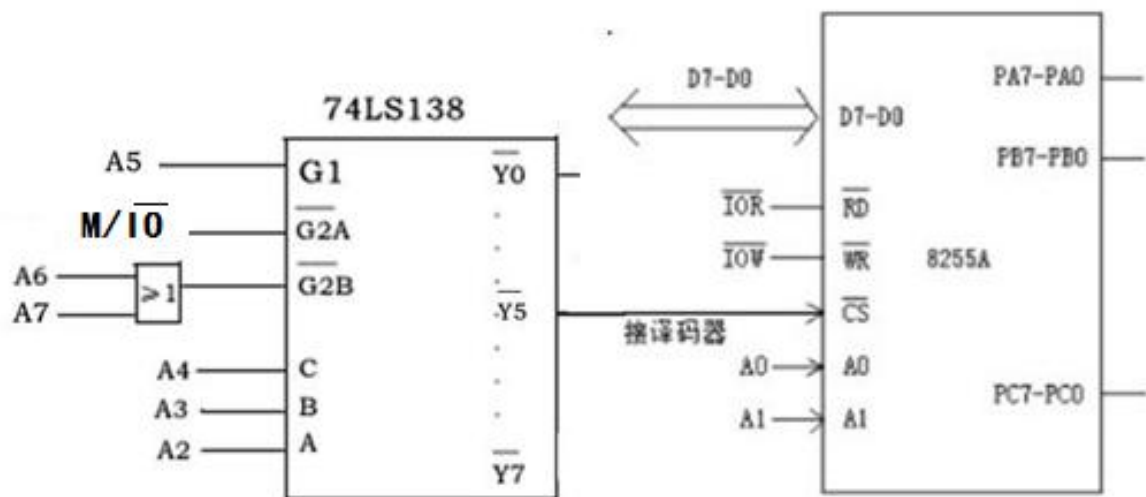 74LS138
A5
G1
Y0
M/IO
G2A
A6
A7
≥1
G2B
Y5
A4
C
A3
B
A2
A
Y7
D7-D0
D7-D0
PA7-PA0
PB7-PB0
IOR
RD
IOW
WR
8255A
CS
接译码器
A0
A0
A1
A1
PC7-PC0